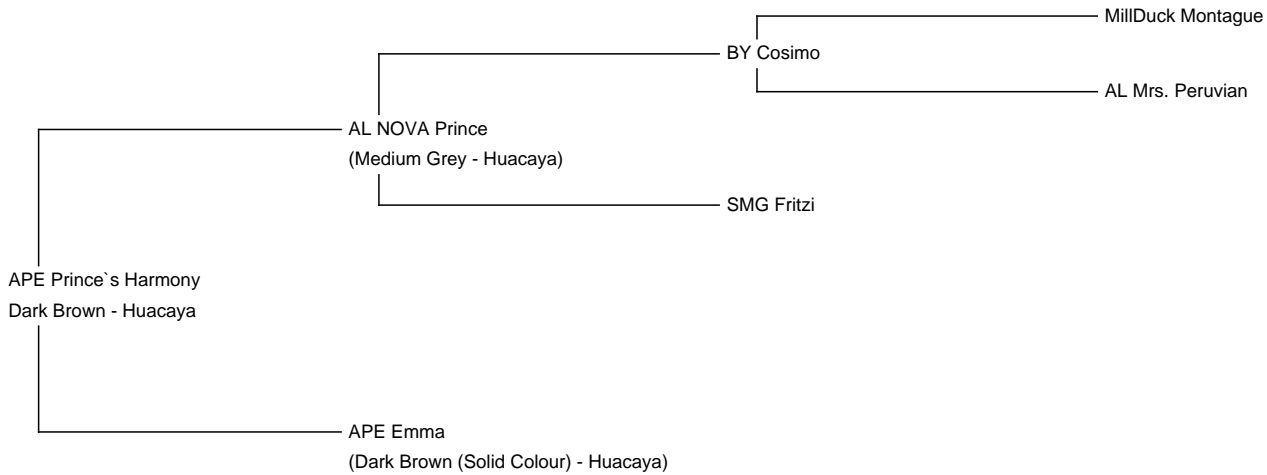 MillDuck Montague
BY Cosimo
AL Mrs. Peruvian
AL NOVA Prince
(Medium Grey - Huacaya)
SMG Fritzi
APE Prince`s Harmony
Dark Brown - Huacaya
APE Emma
(Dark Brown (Solid Colour) - Huacaya)